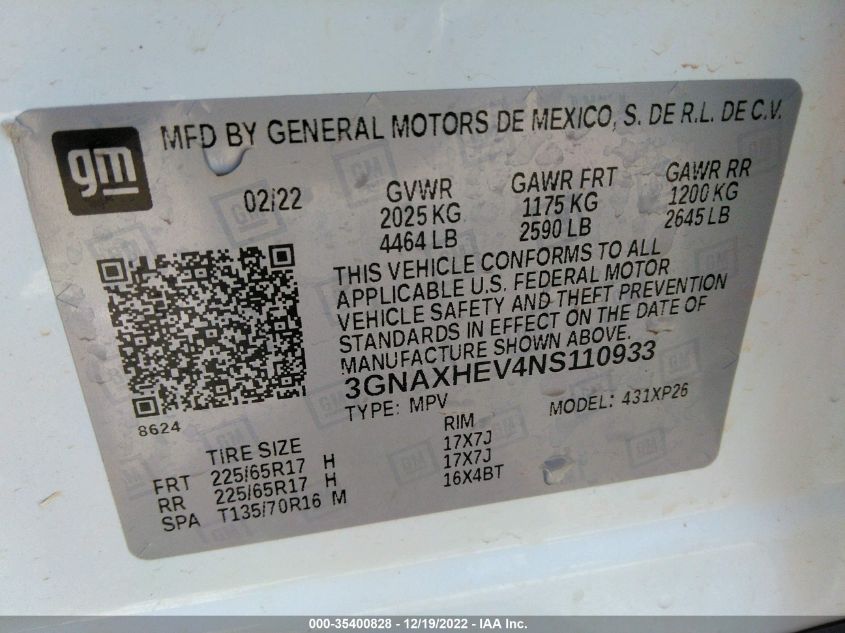 gm
MFD BY GENERAL MOTORS DE MEXICO, S. DE R.L. DE C.V.
02/22
GVWR GAWR FRT GAWR RR
2025 KG 1175 KG 1200 KG
4464 LB 2590 LB 2645 LB
THIS VEHICLE CONFORMS TO ALL
APPLICABLE U.S. FEDERAL MOTOR
VEHICLE SAFETY AND THEFT PREVENTION
STANDARDS IN EFFECT ON THE DATE OF
MANUFACTURE SHOWN ABOVE.
3GNAXHEV4NS110933
8624
TYPE: MPV MODEL: 431XP26
TIRE SIZE RIM
FRT 225/65R17 H 17X7J
RR 225/65R17 H 17X7J
SPA T135/70R16 M 16X4BT
000-35400828 - 12/19/2022 - IAA Inc.